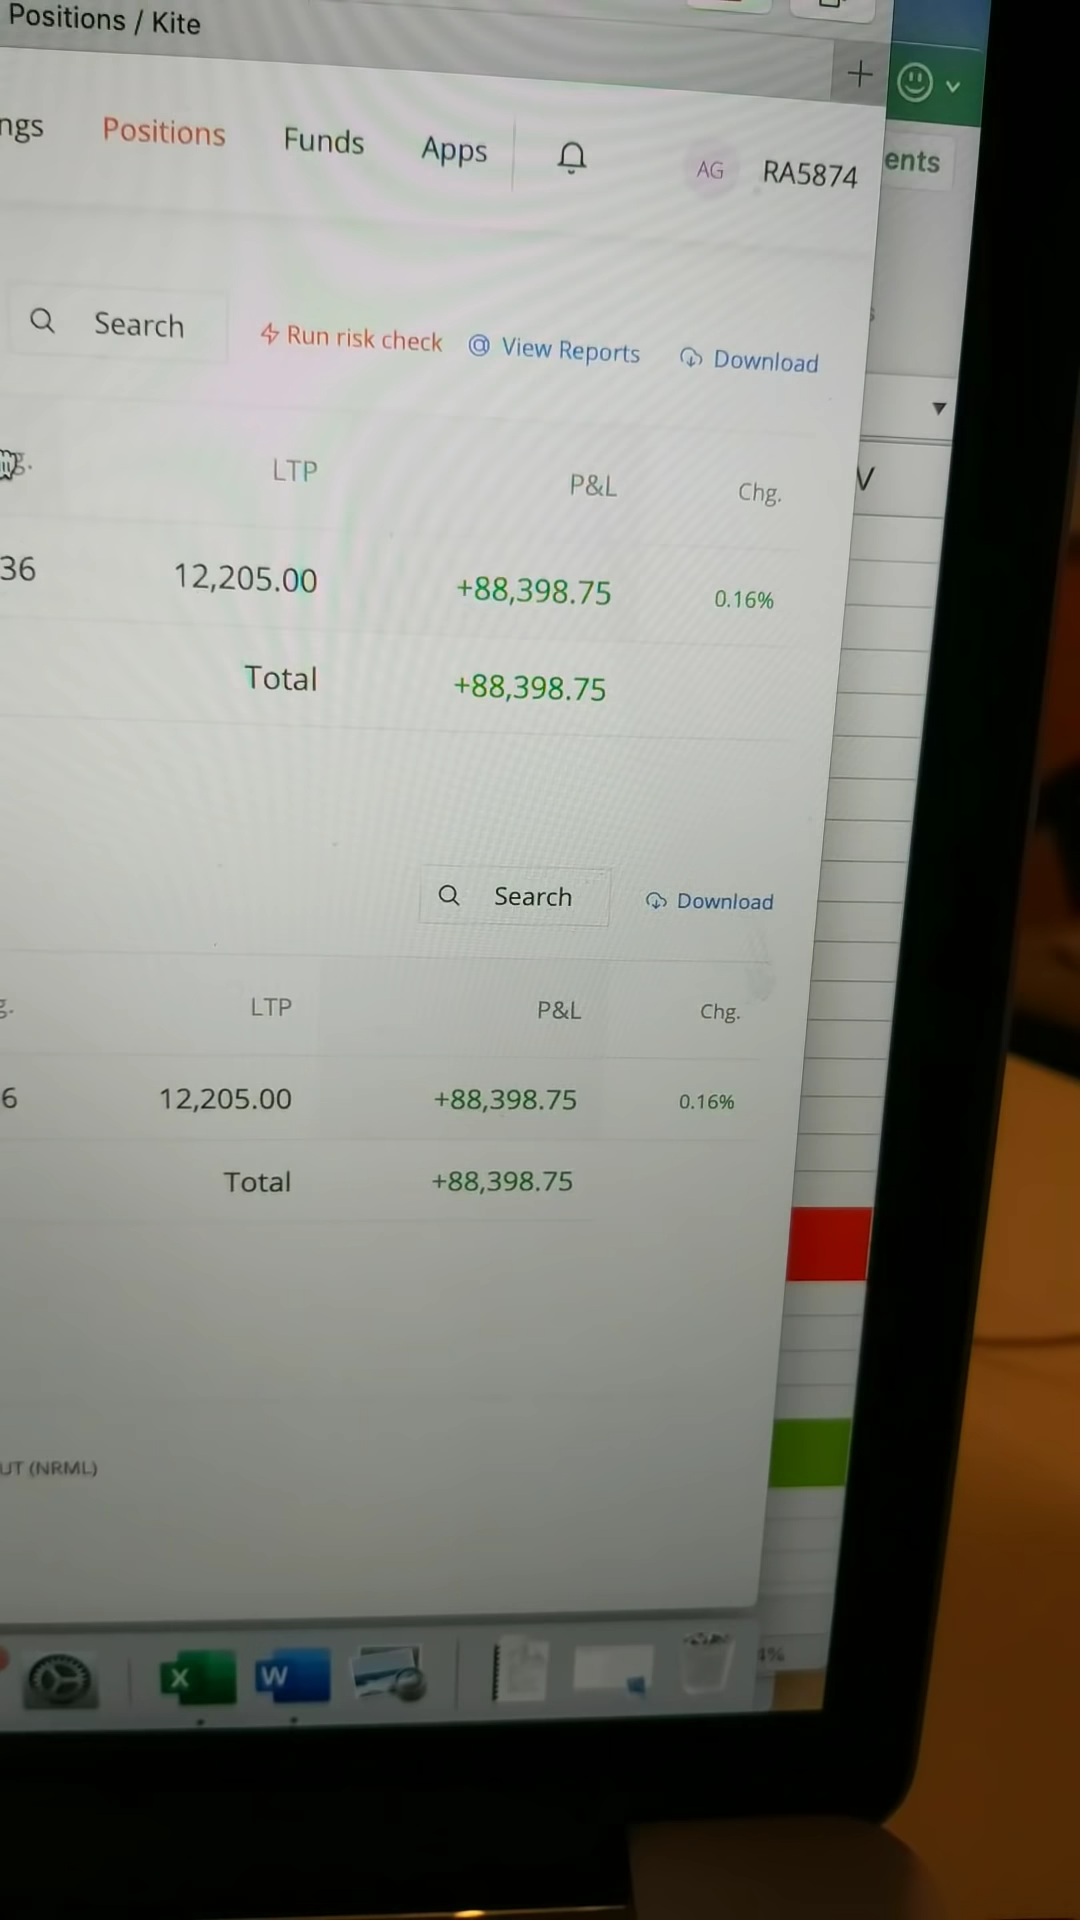 Positions / Kite
ngs Positions Funds Apps AG RA5874
ents
Search Run risk check View Reports Download
g. LTP P&L Chg.
V
36 12,205.00 +88,398.75 0.16%
Total +88,398.75
Search Download
g. LTP P&L Chg.
6 12,205.00 +88,398.75 0.16%
Total +88,398.75
UT (NRML)
X W